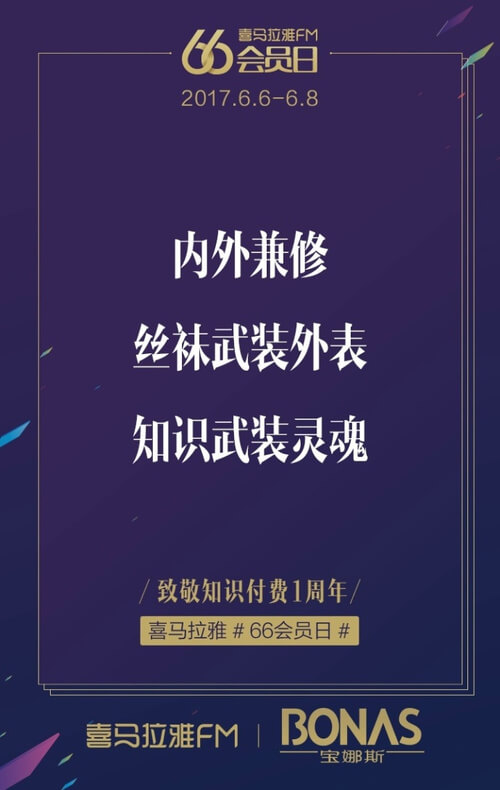 喜马拉雅FM
66会员日
2017.6.6-6.8
内外兼修
丝袜武装外表
知识武装灵魂
/ 致敬知识付费1周年 /
喜马拉雅 # 66会员日 #
喜马拉雅FM | BONAS
宝娜斯